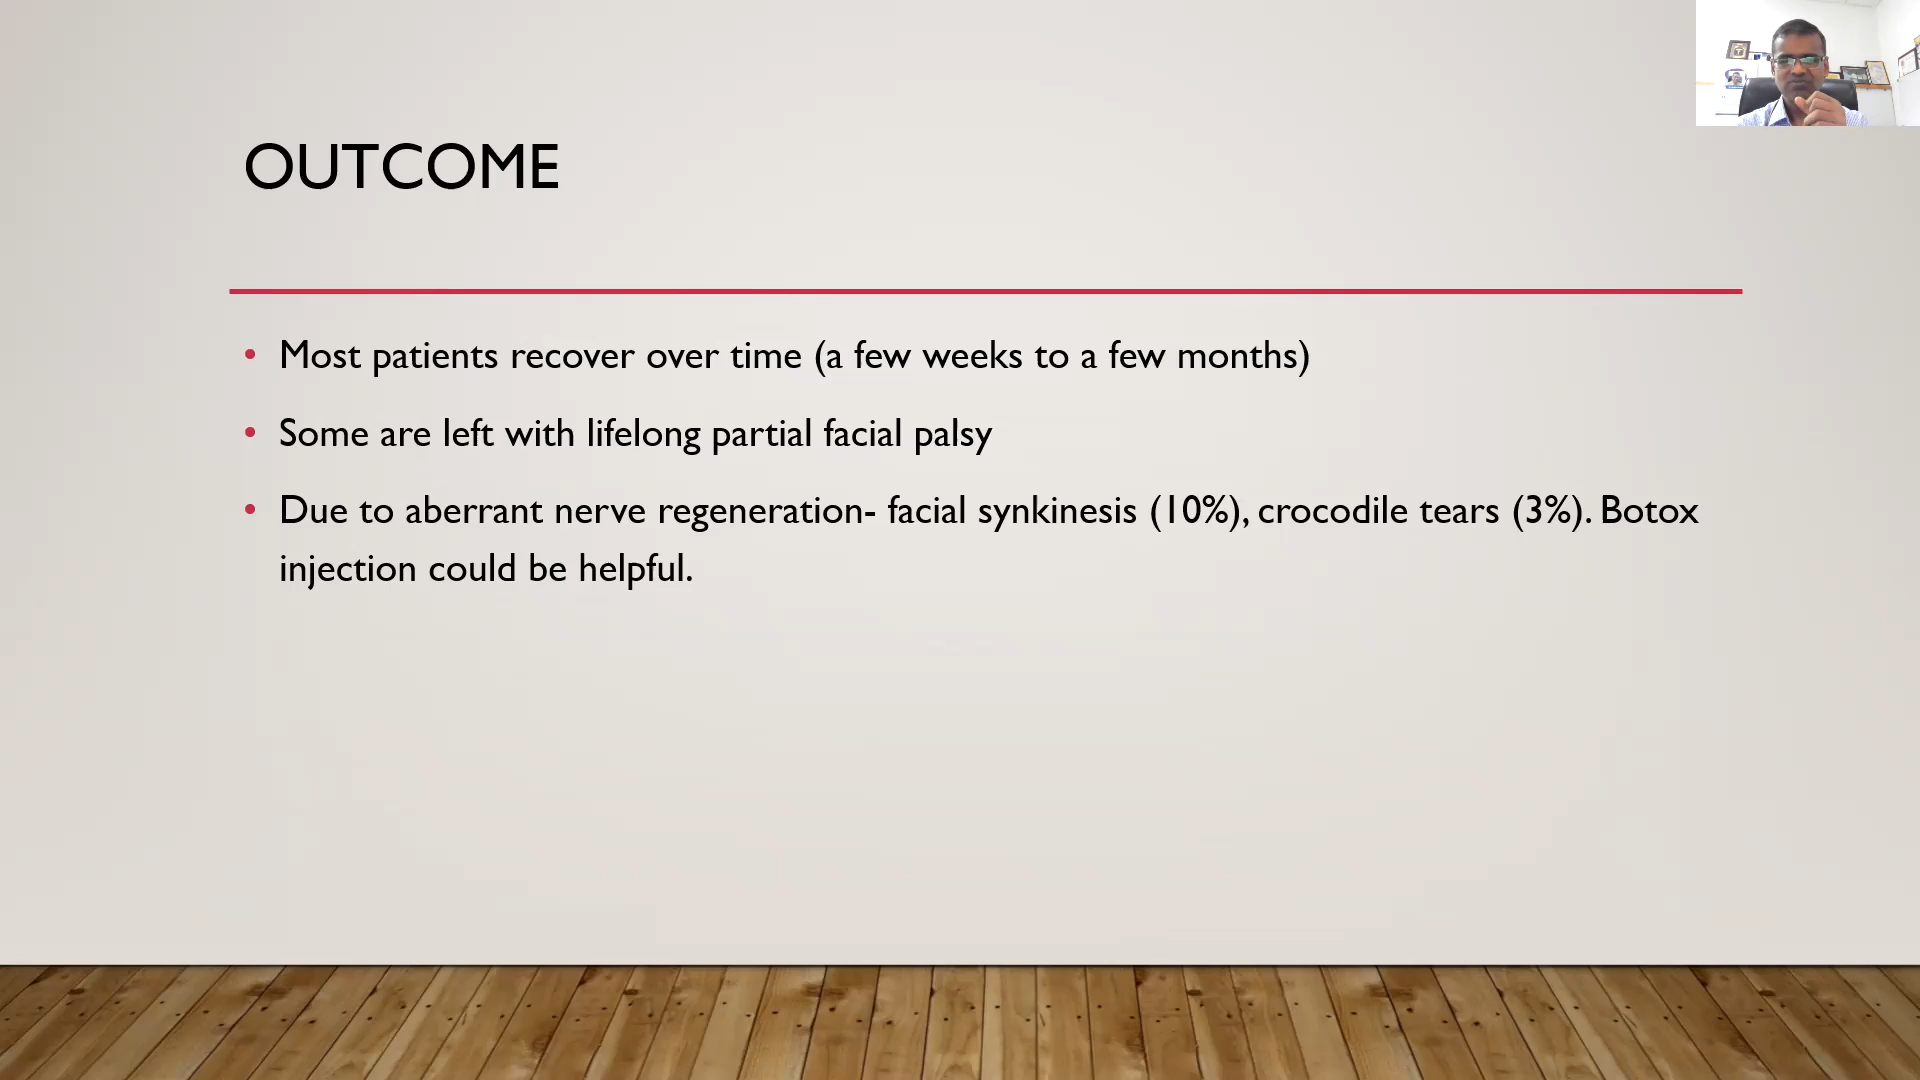 OUTCOME
• Most patients recover over time (a few weeks to a few months)
• Some are left with lifelong partial facial palsy
• Due to aberrant nerve regeneration- facial synkinesis (10%), crocodile tears (3%). Botox
injection could be helpful.